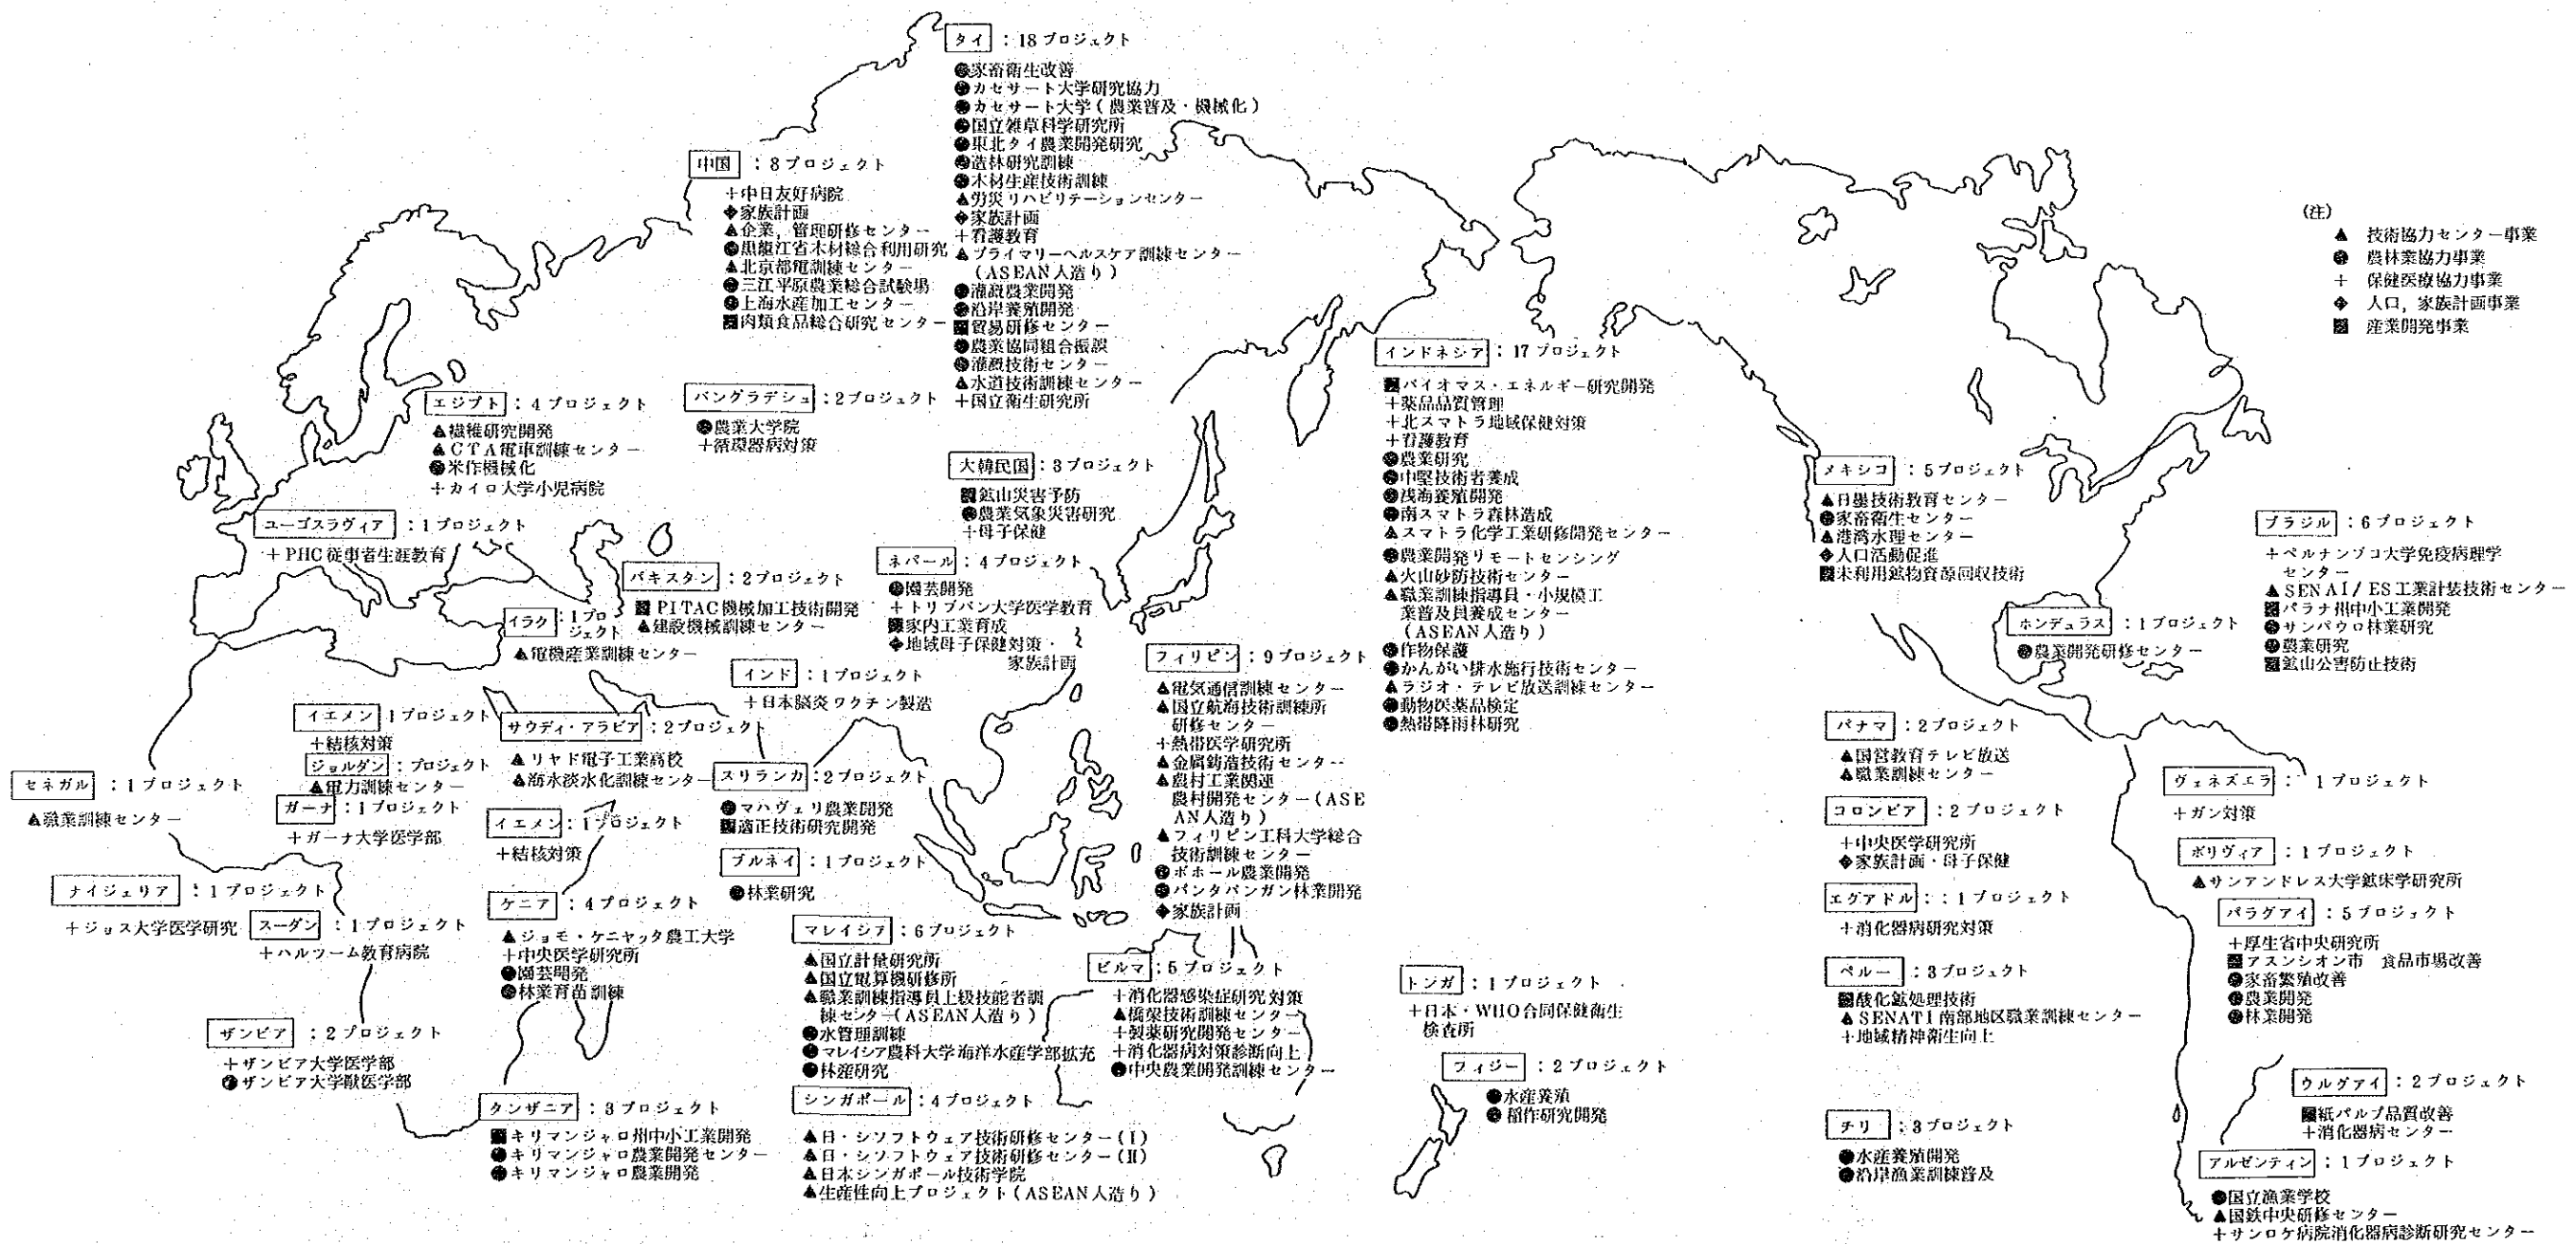 タイ : 18プロジェクト
●家畜衛生改善
●カセサート大学研究協力
●カセサート大学(農業普及・機械化)
●国立雑草科学研究所
●東北タイ農業開発研究
●造林研究訓練
●木材生産技術訓練
▲労災リハビリテーションセンター
◆家族計画
+看護教育
▲プライマリーヘルスケア訓練センター
(ASEAN人造り)
●灌漑農業開発
●沿岸養殖開発
■貿易研修センター
●農業協同組合振興
●灌漑技術センター
▲水道技術訓練センター
+国立衛生研究所
中国 : 8プロジェクト
+中日友好病院
◆家族計画
▲企業,管理研修センター
●黒龍江省木材総合利用研究
▲北京郵電訓練センター
●三江平原農業総合試験場
●上海水産加工センター
■肉類食品総合研究センター
(注)
▲ 技術協力センター事業
● 農林業協力事業
+ 保健医療協力事業
◆ 人口,家族計画事業
■ 産業開発事業
エジプト : 4プロジェクト
▲繊維研究開発
▲CTA電車訓練センター
●米作機械化
+カイロ大学小児病院
バングラデシュ : 2プロジェクト
●農業大学院
+循環器病対策
大韓民国 : 3プロジェクト
■鉱山災害予防
●農業気象災害研究
+母子保健
インドネシア : 17プロジェクト
■バイオマス・エネルギー研究開発
+薬品品質管理
+北スマトラ地域保健対策
+看護教育
●農業研究
●中堅技術者養成
●浅海養殖開発
●南スマトラ森林造成
▲スマトラ化学工業研修開発センター
●農業開発リモートセンシング
▲火山砂防技術センター
▲職業訓練指導員・小規模工
業普及員養成センター
(ASEAN人造り)
●作物保護
●かんがい排水施行技術センター
▲ラジオ・テレビ放送訓練センター
●動物医薬品検定
●熱帯降雨林研究
メキシコ : 5プロジェクト
▲日墨技術教育センター
●家畜衛生センター
▲港湾水理センター
◆人口活動促進
■未利用鉱物資源回収技術
ブラジル : 6プロジェクト
+ペルナンブコ大学免疫病理学
センター
▲SENAI/ES工業計装技術センター
■パラナ州中小工業開発
●サンパウロ林業研究
●農業研究
■鉱山公害防止技術
ホンデュラス : 1プロジェクト
●農業開発研修センター
ユーゴスラヴィア : 1プロジェクト
+PHC従事者生涯教育
パキスタン : 2プロジェクト
■PITAC機械加工技術開発
▲建設機械訓練センター
ネパール : 4プロジェクト
●園芸開発
+トリブバン大学医学教育
■家内工業育成
◆地域母子保健対策・
家族計画
イラク : 1プロ
ジェクト
▲電機産業訓練センター
インド : 1プロジェクト
+日本脳炎ワクチン製造
フィリピン : 9プロジェクト
▲電気通信訓練センター
▲国立航海技術訓練所
研修センター
+熱帯医学研究所
▲金属鋳造技術センター
▲農村工業関連
農村開発センター(ASE
AN人造り)
▲フィリピン工科大学総合
技術訓練センター
●ボホール農業開発
●パンタバンガン林業開発
◆家族計画
イエメン 1プロジェクト
+結核対策
ジョルダン : プロジェクト
▲電力訓練センター
サウディ・アラビア : 2プロジェクト
▲リヤド電子工業高校
▲海水淡水化訓練センター
セネガル : 1プロジェクト
▲職業訓練センター
ガーナ : 1プロジェクト
+ガーナ大学医学部
イエメン : 1プロジェクト
+結核対策
スリランカ : 2プロジェクト
●マハヴェリ農業開発
■適正技術研究開発
ブルネイ : 1プロジェクト
●林業研究
パナマ : 2プロジェクト
▲国営教育テレビ放送
▲職業訓練センター
ヴェネズエラ : 1プロジェクト
+ガン対策
コロンビア : 2プロジェクト
+中央医学研究所
◆家族計画・母子保健
ボリヴィア : 1プロジェクト
▲サンアンドレス大学鉱床学研究所
ナイジェリア : 1プロジェクト
+ジョス大学医学研究
スーダン : 1プロジェクト
+ハルツーム教育病院
ケニア : 4プロジェクト
▲ジョモ・ケニヤッタ農工大学
+中央医学研究所
●園芸開発
●林業育苗訓練
エクアドル : : 1プロジェクト
+消化器病研究対策
パラグアイ : 5プロジェクト
+厚生省中央研究所
■アスンシオン市 食品市場改善
●家畜繁殖改善
●農業開発
●林業開発
マレイシア : 6プロジェクト
▲国立計量研究所
▲国立電算機研修所
▲職業訓練指導員上級技能者訓
練センター(ASEAN人造り)
●水管理訓練
●マレイシア農科大学海洋水産学部拡充
●林産研究
ビルマ : 5プロジェクト
+消化器感染症研究対策
▲橋梁技術訓練センター
+製薬研究開発センター
+消化器病対策診断向上
●中央農業開発訓練センター
トンガ : 1プロジェクト
+日本・WHO合同保健衛生
検査所
ペルー : 3プロジェクト
■酸化鉱処理技術
▲SENATI南部地区職業訓練センター
+地域精神衛生向上
ザンビア : 2プロジェクト
+ザンビア大学医学部
●ザンビア大学獣医学部
フィジー : 2プロジェクト
●水産養殖
●稲作研究開発
ウルグァイ : 2プロジェクト
■紙パルプ品質改善
+消化器病センター
タンザニア : 3プロジェクト
■キリマンジャロ州中小工業開発
●キリマンジャロ農業開発センター
●キリマンジャロ農業開発
シンガポール : 4プロジェクト
▲日・シソフトウェア技術研修センター(I)
▲日・シソフトウェア技術研修センター(II)
▲日本シンガポール技術学院
▲生産性向上プロジェクト(ASEAN人造り)
チリ : 3プロジェクト
●水産養殖開発
●沿岸漁業訓練普及
アルゼンティン : 1プロジェクト
●国立漁業学校
▲国鉄中央研修センター
+サンロケ病院消化器病診断研究センター